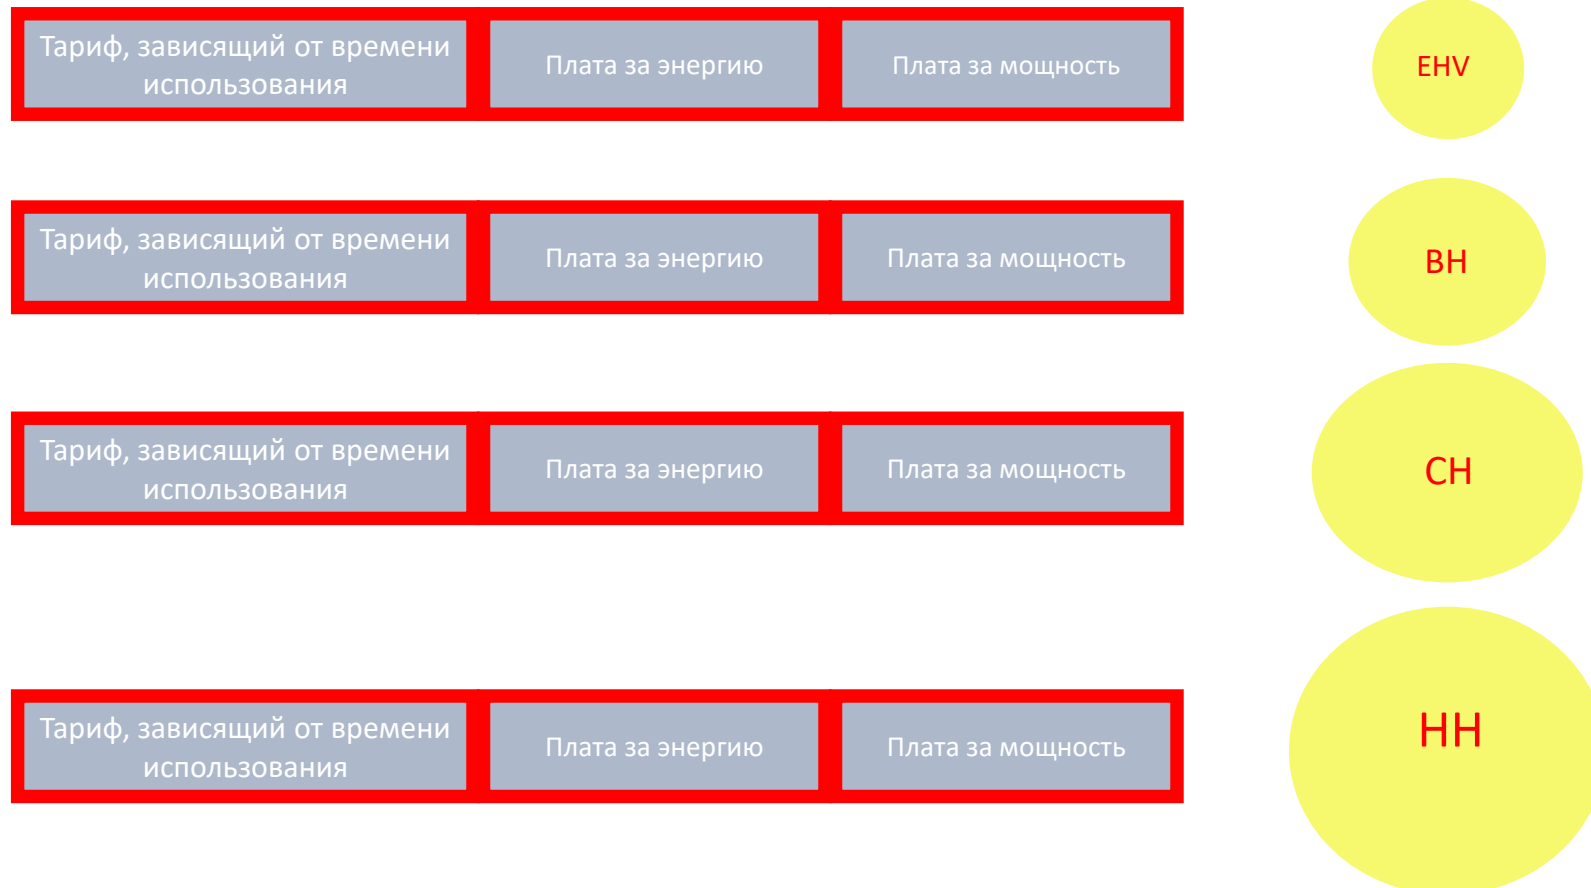 Тариф, зависящий от времени
использования
Плата за энергию
Плата за мощность
EHV
Тариф, зависящий от времени
использования
Плата за энергию
Плата за мощность
ВН
Тариф, зависящий от времени
использования
Плата за энергию
Плата за мощность
СН
Тариф, зависящий от времени
использования
Плата за энергию
Плата за мощность
НН